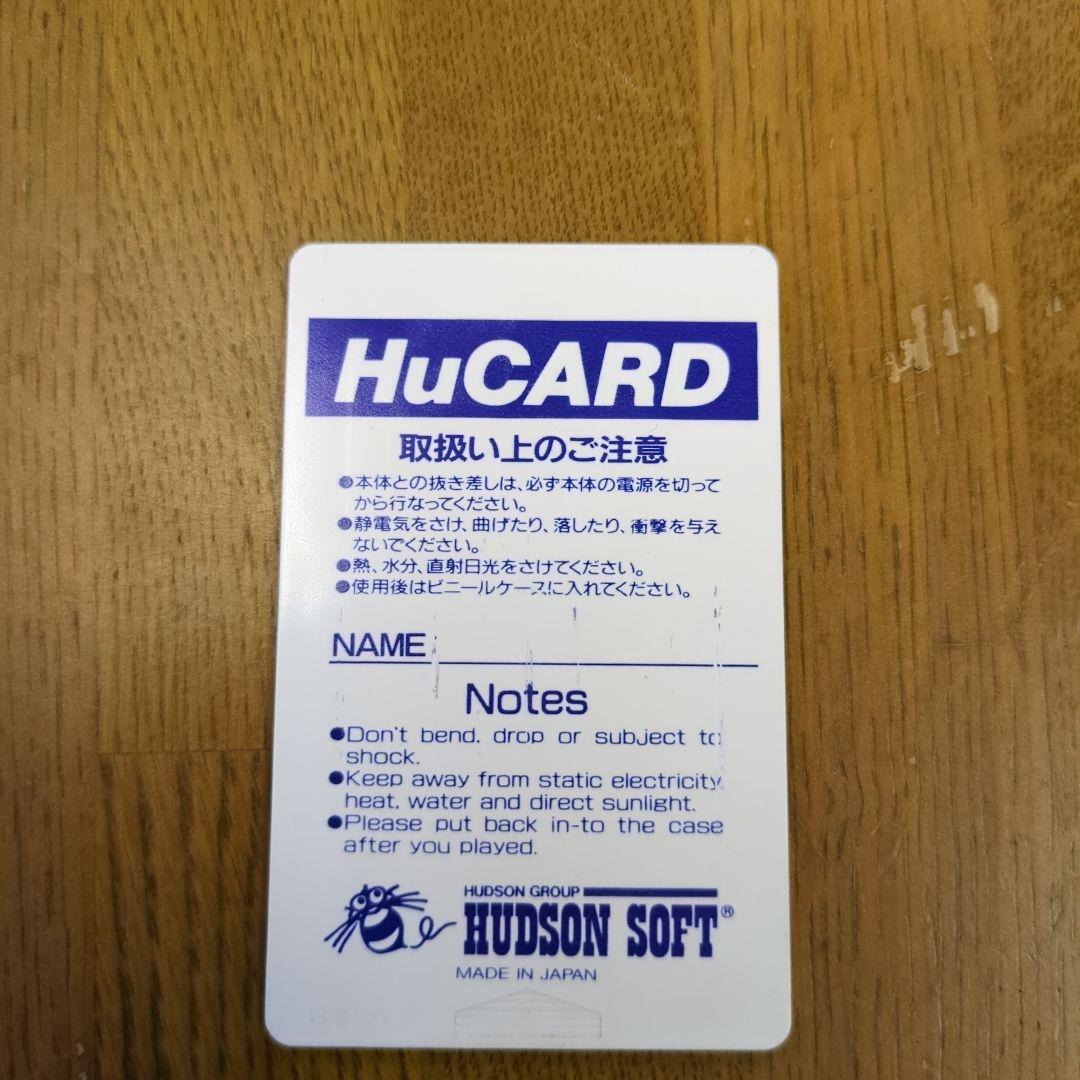 HuCARD
取扱い上のご注意
●本体との抜き差しは、必ず本体の電源を切って
から行なってください。
●静電気をさけ、曲げたり、落したり、衝撃を与え
ないでください。
●熱、水分、直射日光をさけてください。
●使用後はビニールケースに入れてください。
NAME
Notes
●Don't bend, drop or subject to
shock.
●Keep away from static electricity,
heat, water and direct sunlight.
●Please put back in-to the case
after you played.
HUDSON GROUP
HUDSON SOFT®
MADE IN JAPAN